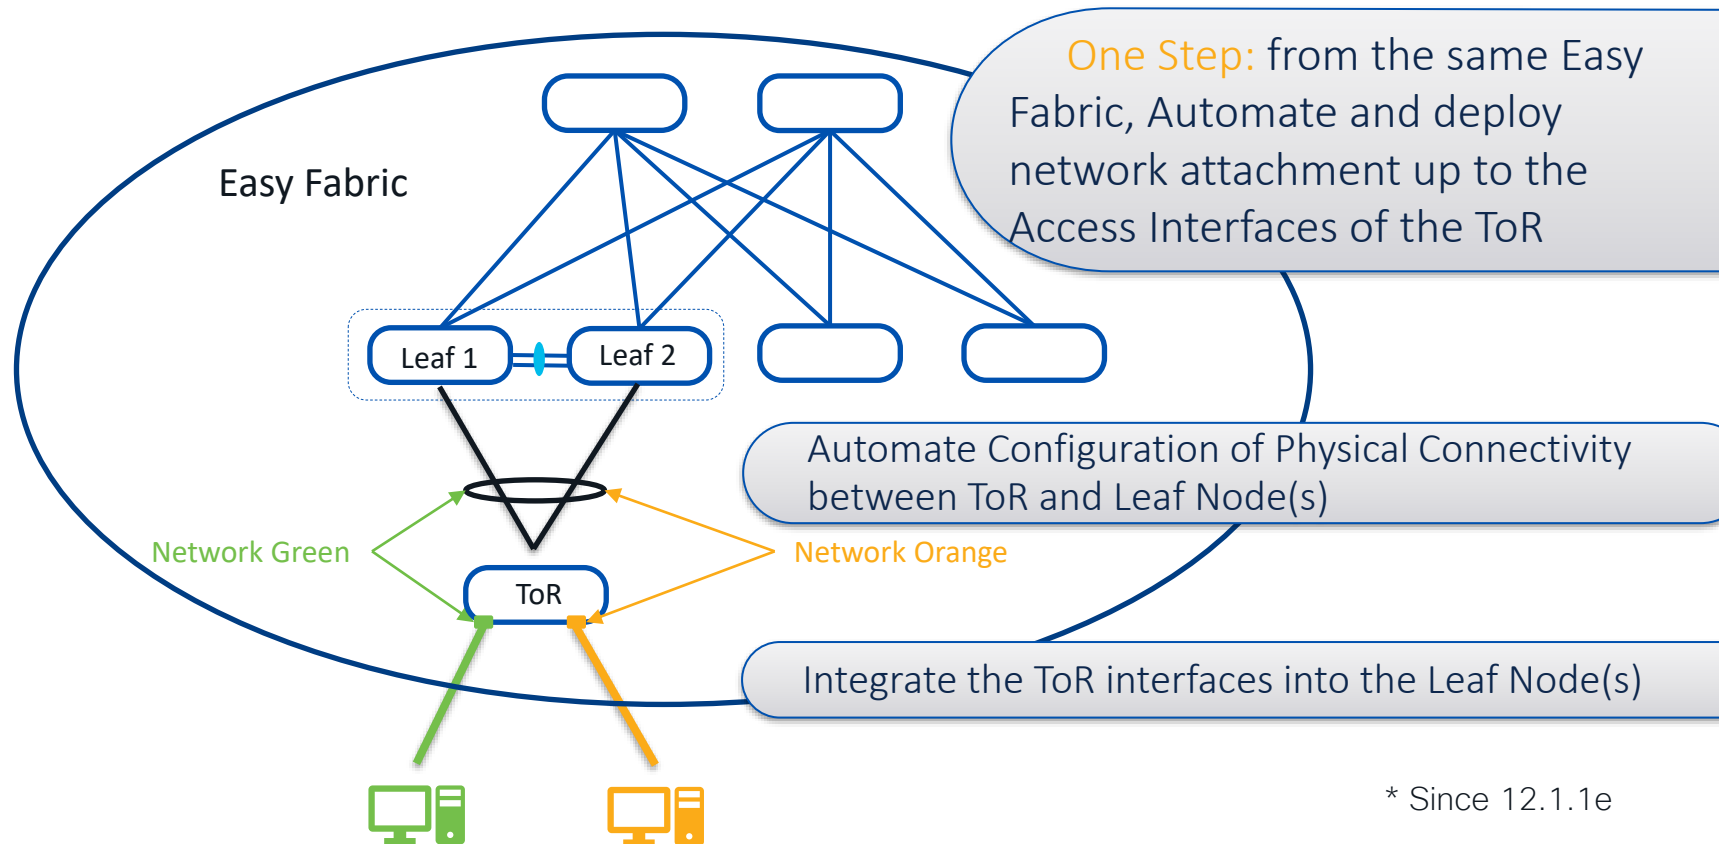 One Step: from the same Easy
Fabric, Automate and deploy
network attachment up to the
Access Interfaces of the ToR
Easy Fabric
Leaf 1
Leaf 2
Automate Configuration of Physical Connectivity
between ToR and Leaf Node(s)
Network Green
Network Orange
ToR
Integrate the ToR interfaces into the Leaf Node(s)
* Since 12.1.1e